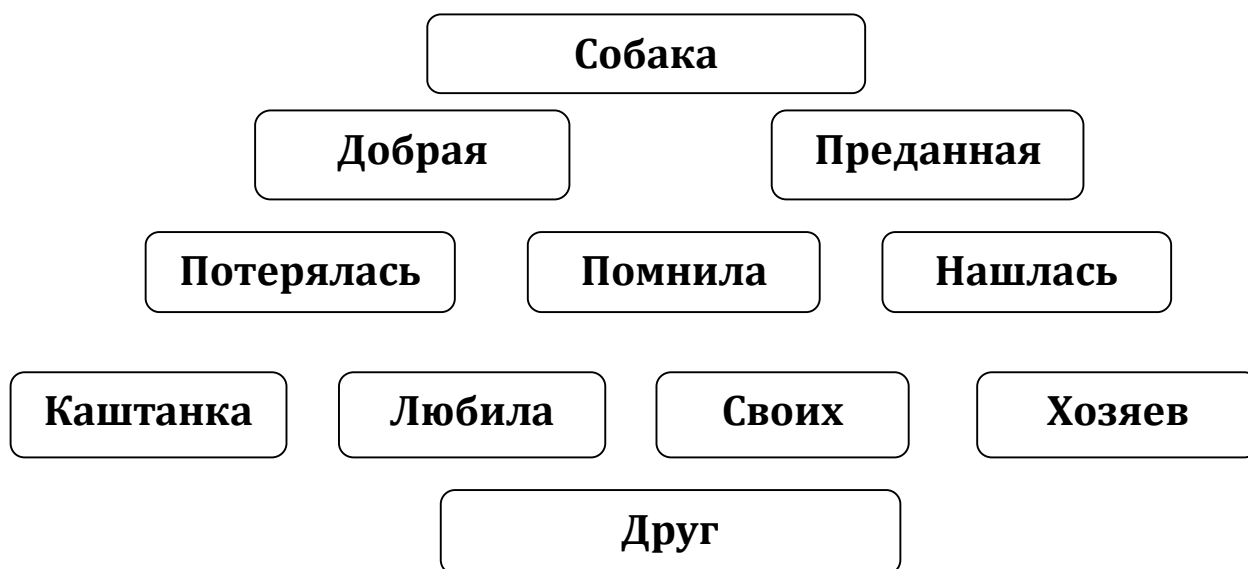 Собака
Добрая Преданная
Потерялась Помнила Нашлась
Каштанка Любила Своих Хозяев
Друг